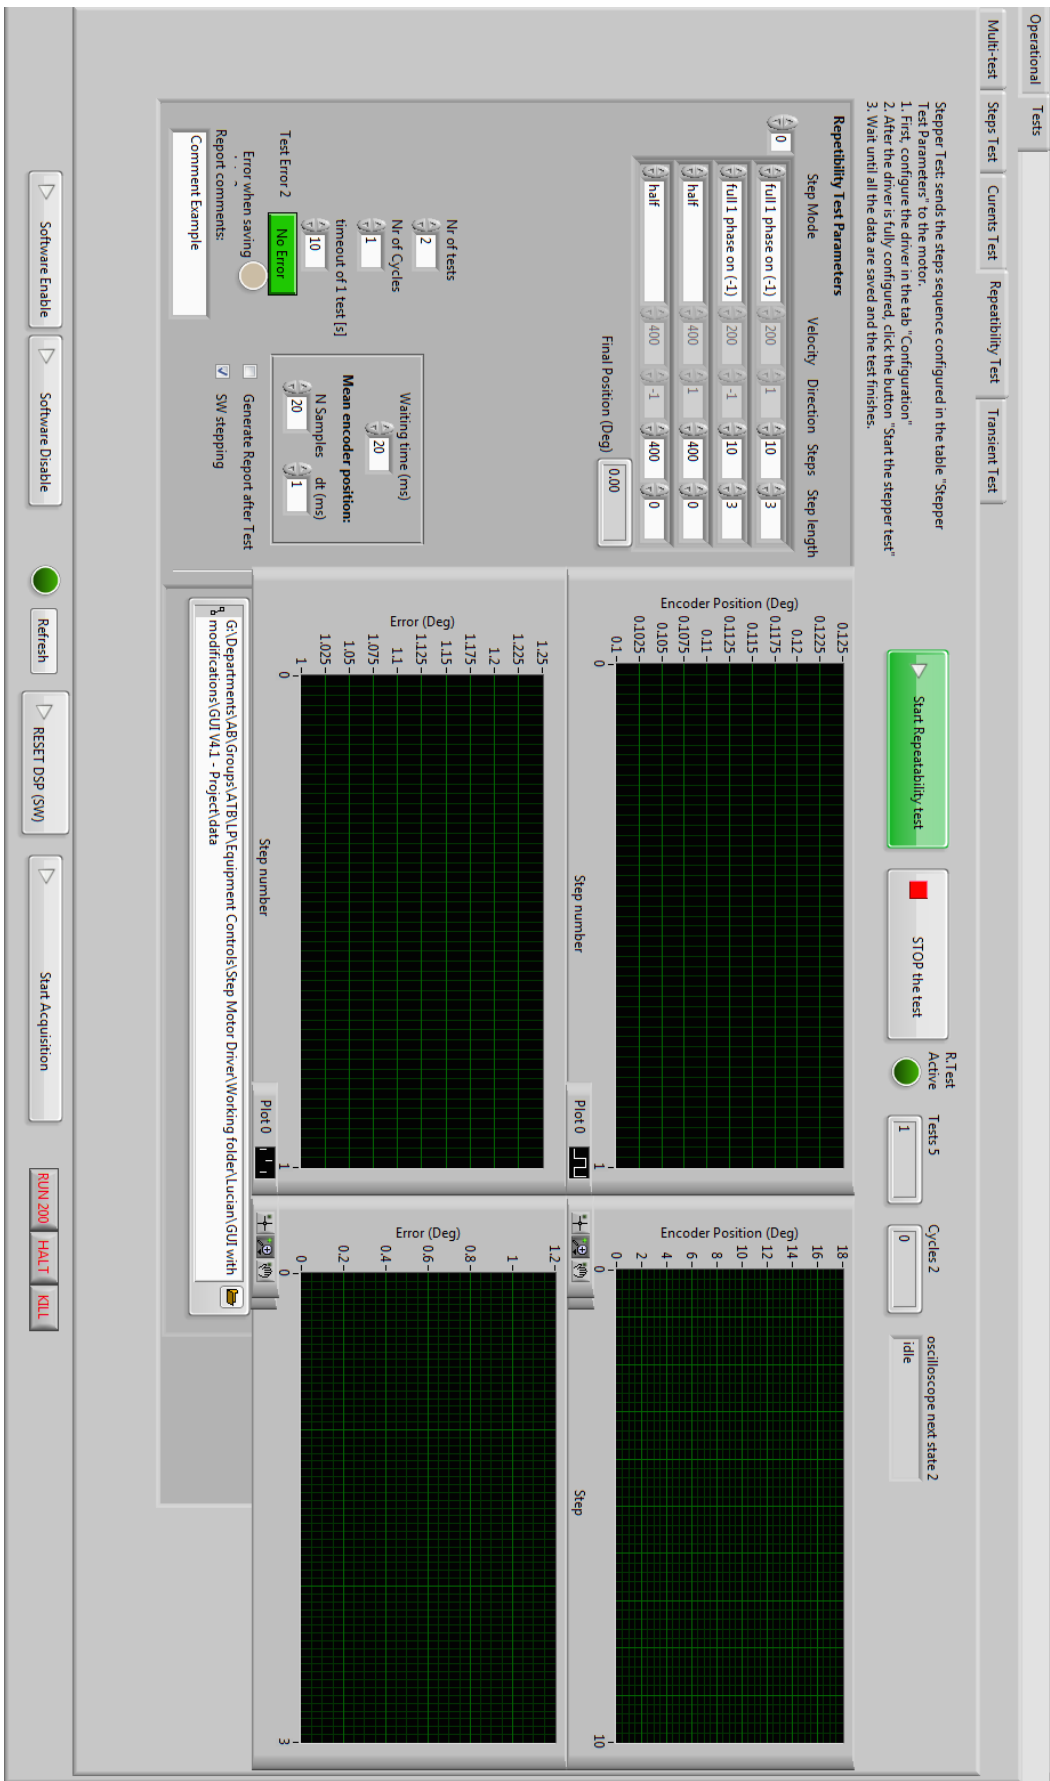 Operational Tests
Multi-test Steps Test Curents Test Repeatibility Test Transient Test
Stepper Test: sends the steps sequence configured in the table "Stepper
Test Parameters" to the motor.
1. First, configure the driver in the tab "Configuration"
2. After the driver is fully configured, click the button "Start the stepper test"
3. Wait until all the data are saved and the test finishes.
Start Repeatability test
STOP the test
R.Test
Active
Tests 5
1
Cycles 2
0
oscilloscope next state 2
idle
Repetibility Test Parameters
Step Mode Velocity Direction Steps Step length
0
full 1 phase on (-1) 200 1 10 3
full 1 phase on (-1) 200 -1 10 3
half 400 1 400 0
half 400 -1 400 0
Final Position (Deg) 0.00
Nr of tests
2
Nr of Cycles
1
timeout of 1 test [s]
10
Test Error 2
No Error
Error when saving
Report comments:
Comment Example
Waiting time (ms)
20
Mean encoder position:
N Samples dt (ms)
20 1
Generate Report after Test
SW stepping
Encoder Position (Deg)
0.125
0.1225
0.12
0.1175
0.115
0.1125
0.11
0.1075
0.105
0.1025
0.1
0 1
Step number
Plot 0
Encoder Position (Deg)
18
16
14
12
10
8
6
4
2
0
0 10
Step
Error (Deg)
1.25
1.225
1.2
1.175
1.15
1.125
1.1
1.075
1.05
1.025
1
0 1
Step number
Plot 0
Error (Deg)
1.2
1
0.8
0.6
0.4
0.2
0
0 3
G:\Departments\AB\Groups\ATB\LP\Equipment Controls\Step Motor Driver\Working folder\Lucian\GUI with
modifications\GUI V4.1 - Project\data
Software Enable
Software Disable
Refresh
RESET DSP (SW)
Start Acquisition
RUN 200 HALT KILL